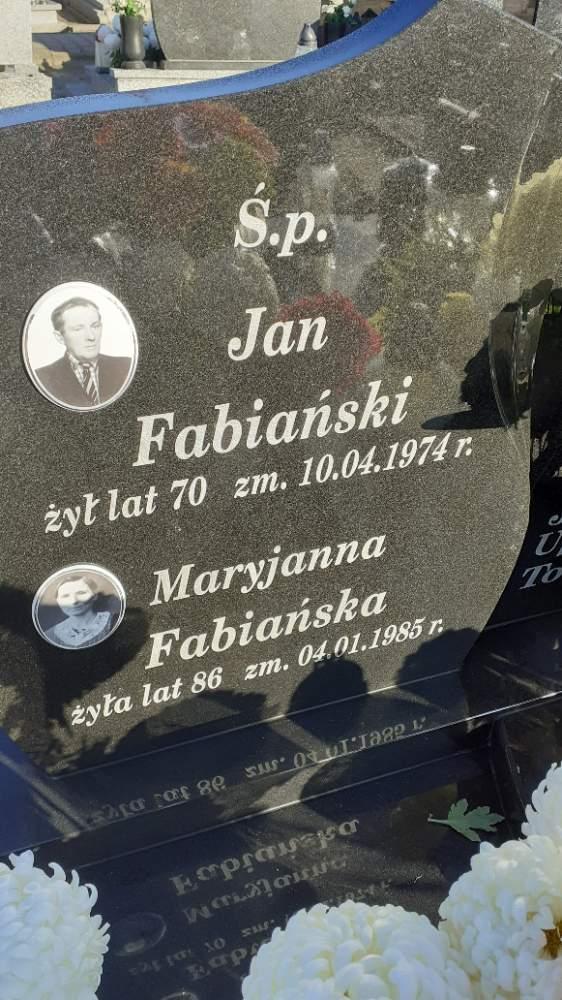 Ś.p.
Jan
Fabiański
żył lat 70 zm. 10.04.1974 r.
Maryjanna
Fabiańska
żyła lat 86 zm. 04.01.1985 r.